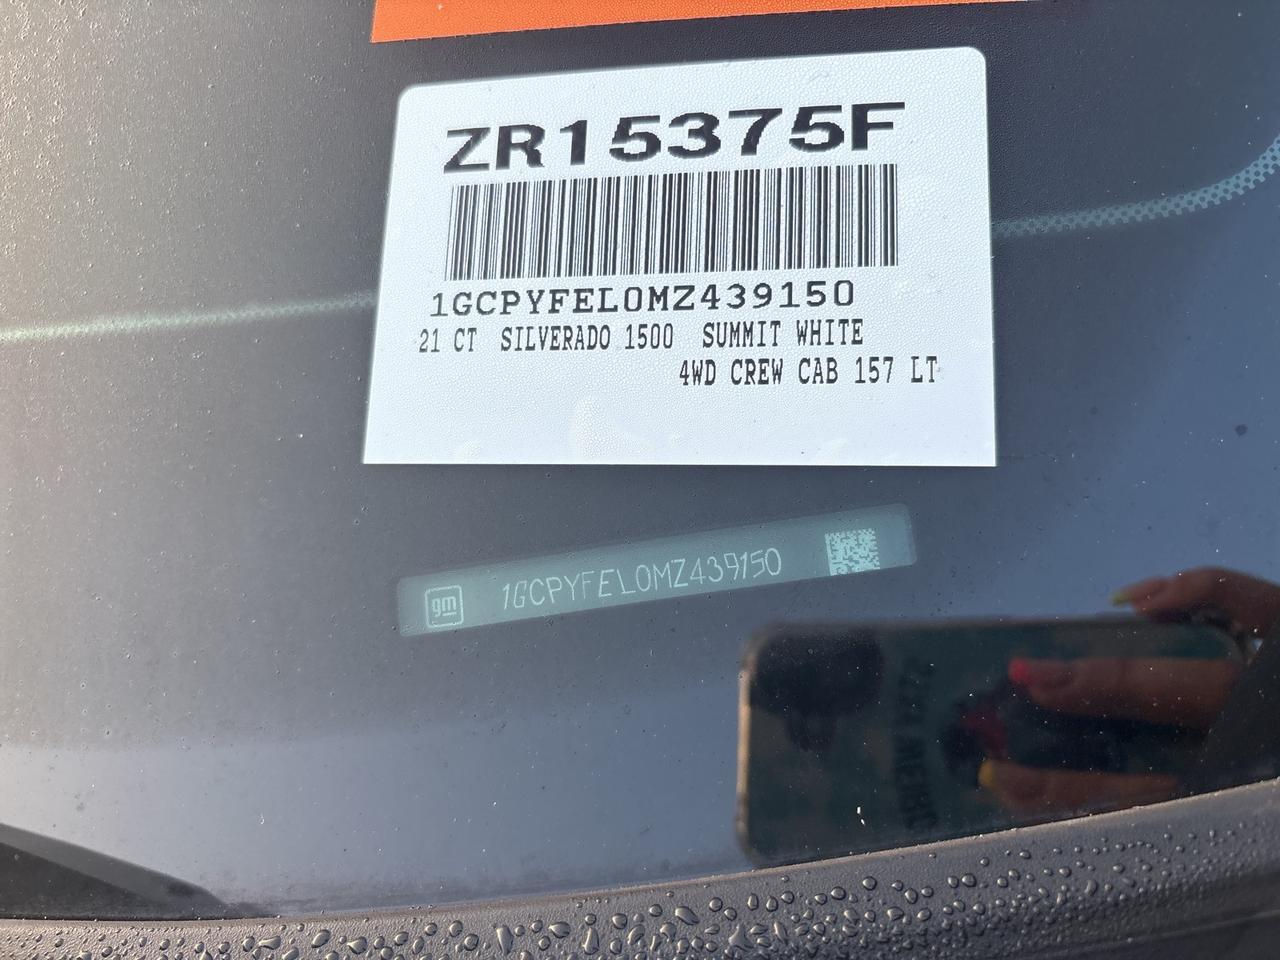 ZR15375F
1GCPYFEL0MZ439150
21 CT SILVERADO 1500 SUMMIT WHITE
4WD CREW CAB 157 LT
gm 1GCPYFEL0MZ439150